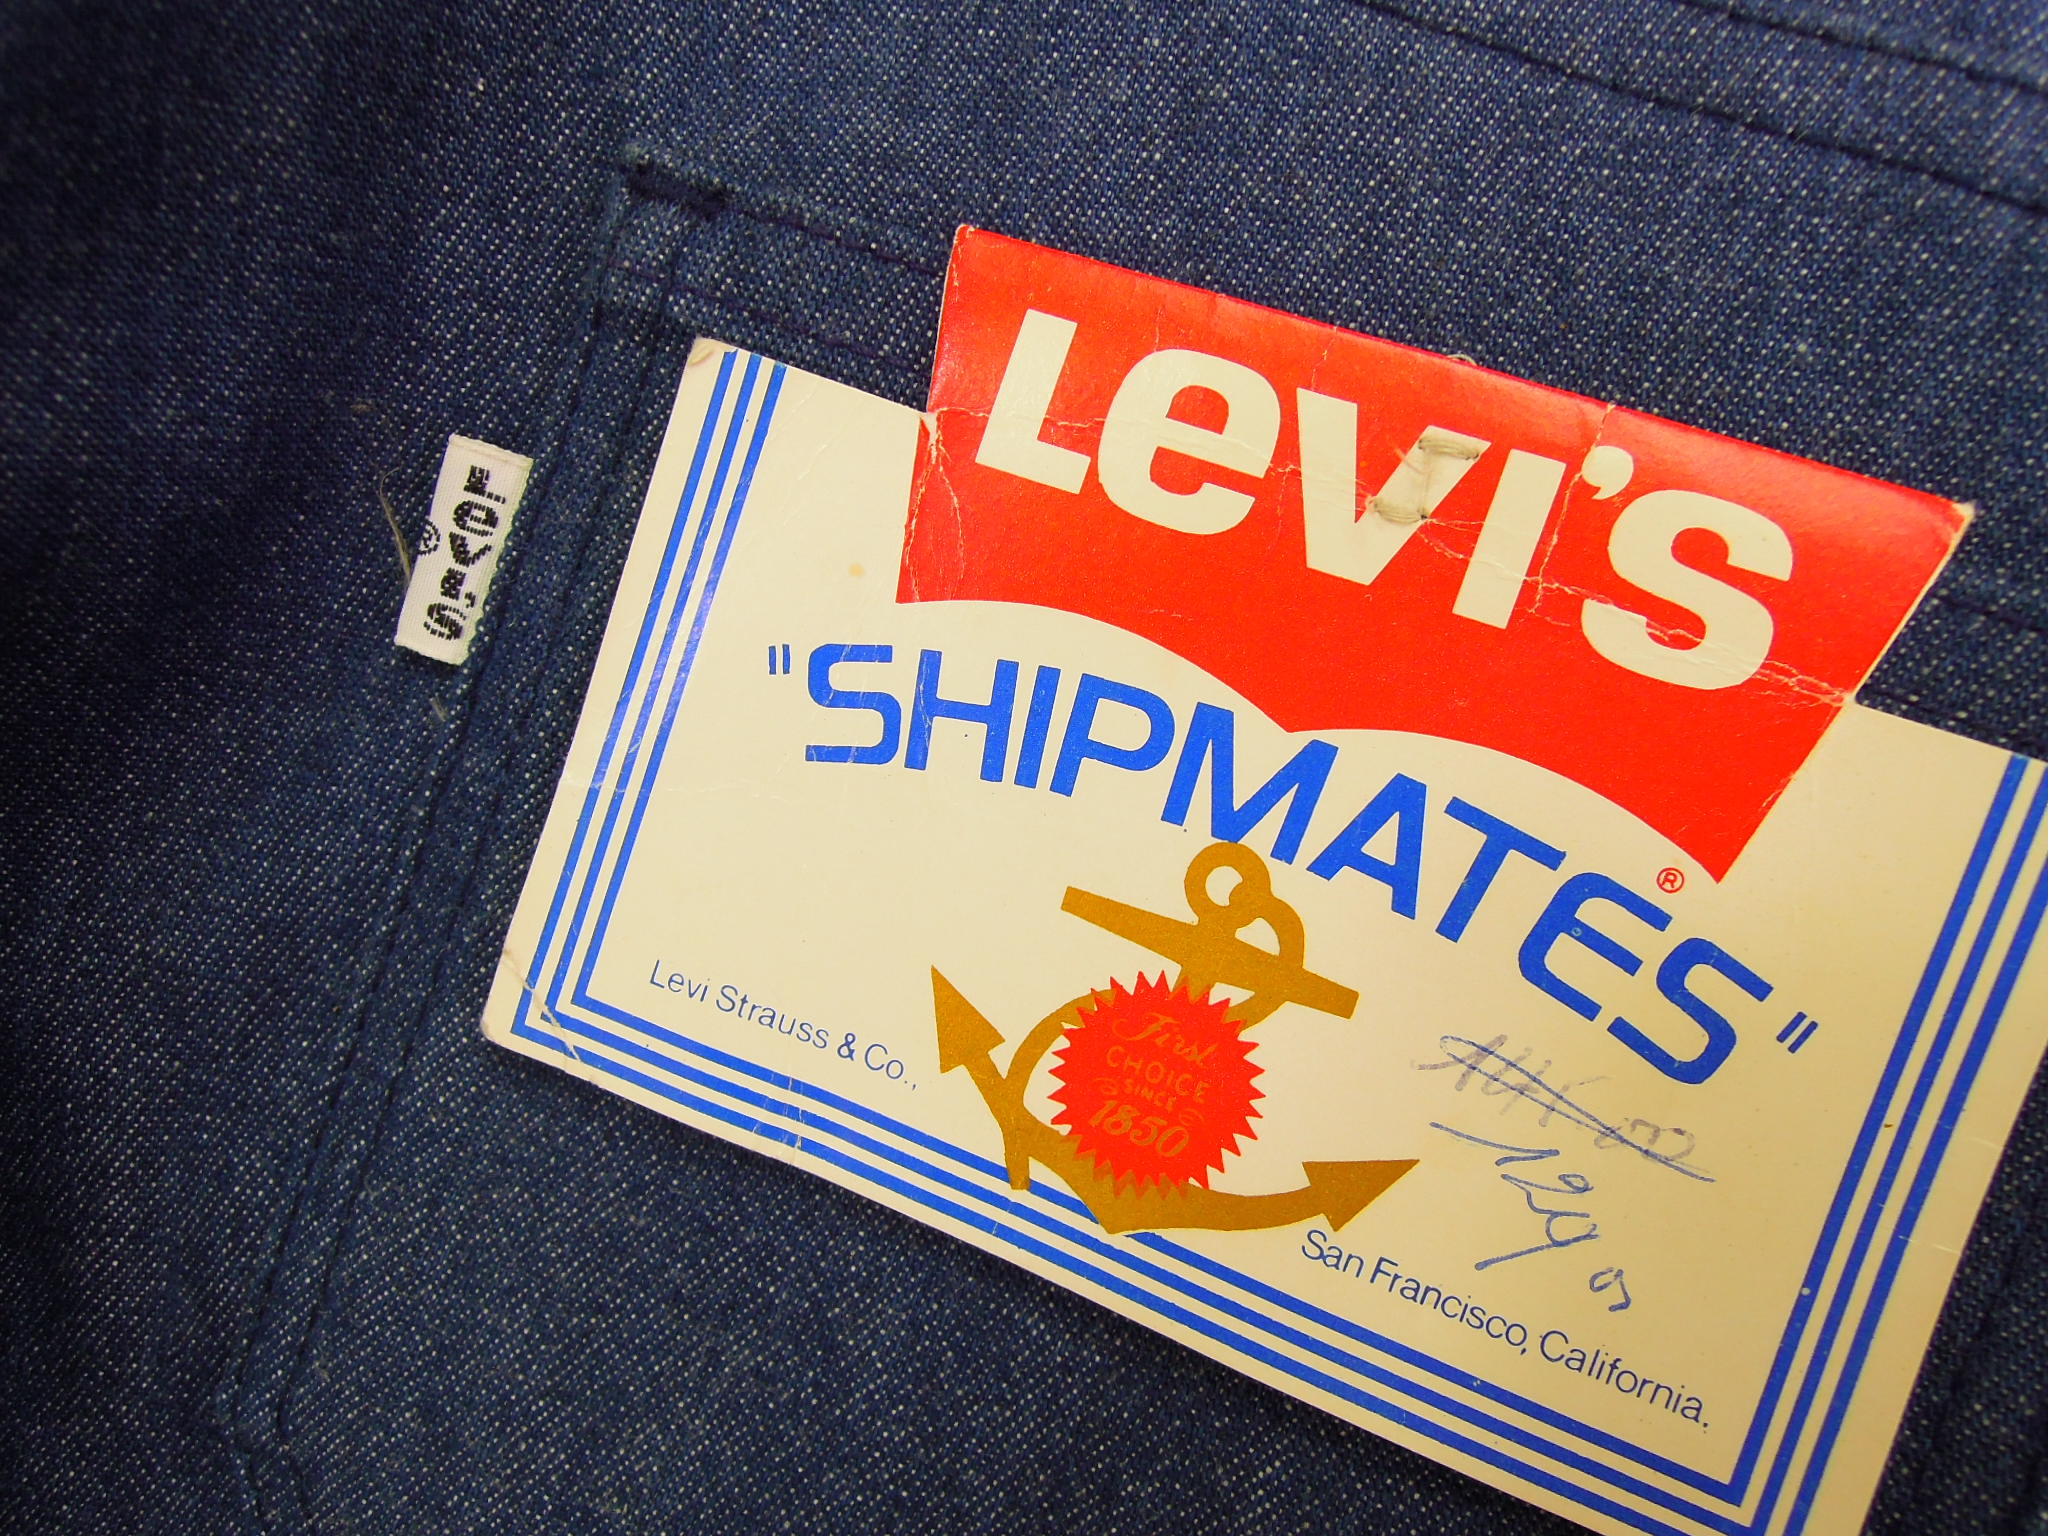 LEVI'S®
Levi's
"SHIPMATES"
®
First
CHOICE
SINCE
1850
Levi Strauss & Co.,
San Francisco, California.